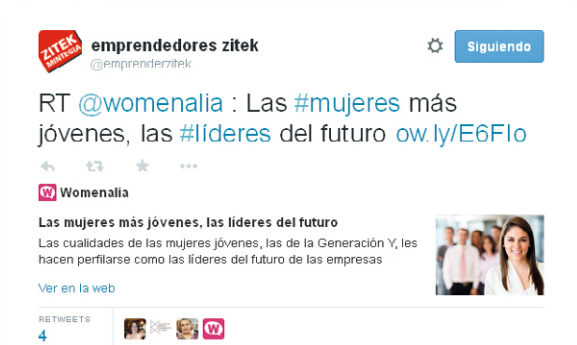 ZITEK
MINTEGIA
emprendedores zitek
@emprenderzitek
Siguiendo
RT @womenalia : Las #mujeres más
jóvenes, las #líderes del futuro ow.ly/E6FIo
Womenalia
Las mujeres más jóvenes, las líderes del futuro
Las cualidades de las mujeres jóvenes, las de la Generación Y, les
hacen perfilarse como las líderes del futuro de las empresas
Ver en la web
RETWEETS
4